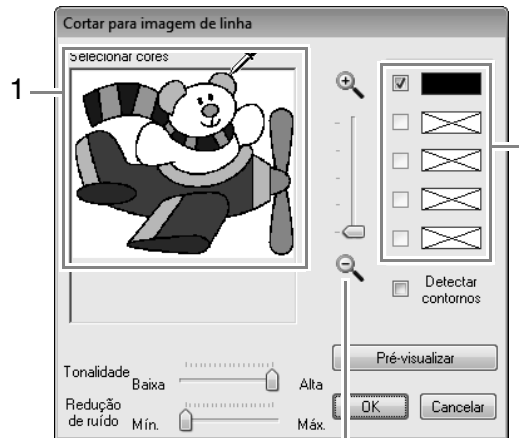 Cortar para imagem de linha
Selecionar cores
1
Detectar
contornos
Pré-visualizar
Tonalidade
Baixa
Alta
Redução
de ruído
Mín.
Máx.
OK
Cancelar